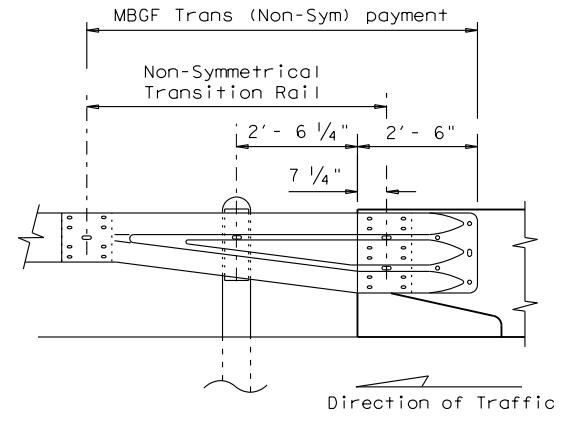 MBGF Trans (Non-Sym) payment
Non-Symmetrical
Transition Rail
2'- 6 1/4" 2'- 6"
7 1/4"
Direction of Traffic